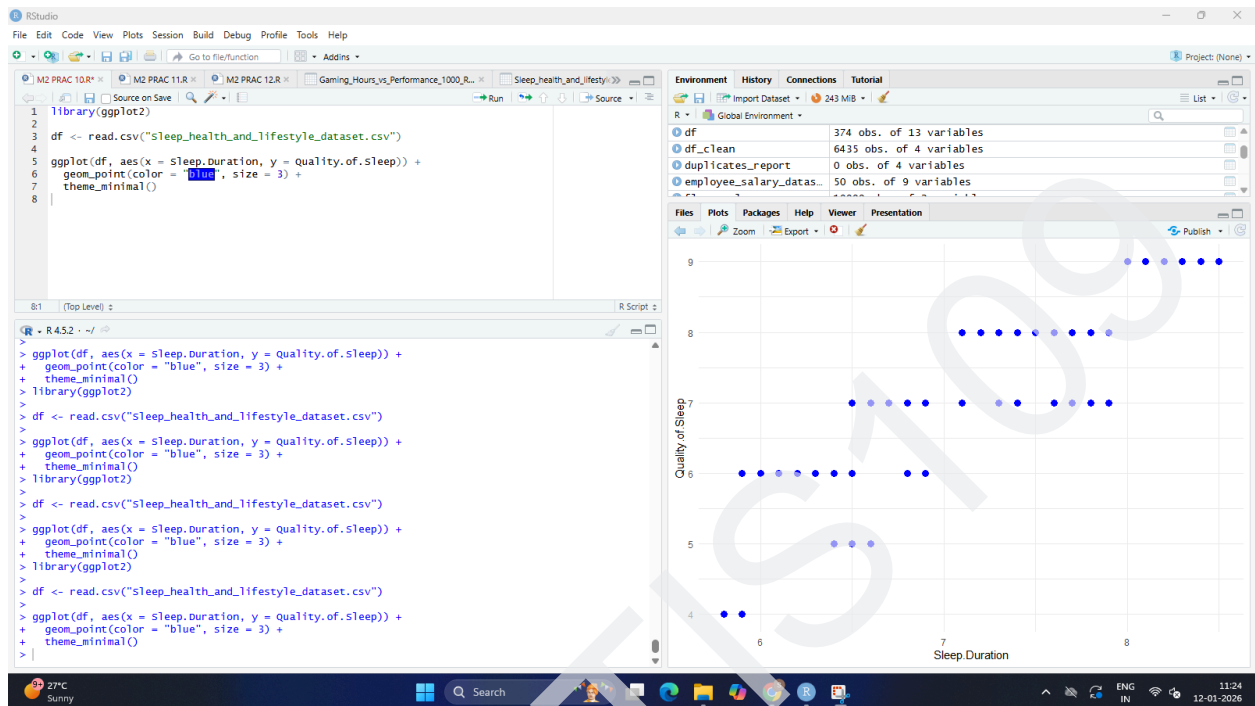 RStudio
File Edit Code View Plots Session Build Debug Profile Tools Help
Go to file/function Addins Project: (None)
M2 PRAC 10.R* M2 PRAC 11.R M2 PRAC 12.R Gaming_Hours_vs_Performance_1000_R... Sleep_health_and_lifestyle
Source on Save Run Source
1 library(ggplot2)
2
3 df <- read.csv("Sleep_health_and_lifestyle_dataset.csv")
4
5 ggplot(df, aes(x = Sleep.Duration, y = Quality.of.Sleep)) +
6 geom_point(color = "blue", size = 3) +
7 theme_minimal()
8
8:1 (Top Level) R Script
R 4.5.2 · ~/
>
> ggplot(df, aes(x = Sleep.Duration, y = Quality.of.Sleep)) +
+ geom_point(color = "blue", size = 3) +
+ theme_minimal()
> library(ggplot2)
>
> df <- read.csv("Sleep_health_and_lifestyle_dataset.csv")
>
> ggplot(df, aes(x = Sleep.Duration, y = Quality.of.Sleep)) +
+ geom_point(color = "blue", size = 3) +
+ theme_minimal()
> library(ggplot2)
>
> df <- read.csv("Sleep_health_and_lifestyle_dataset.csv")
>
> ggplot(df, aes(x = Sleep.Duration, y = Quality.of.Sleep)) +
+ geom_point(color = "blue", size = 3) +
+ theme_minimal()
> library(ggplot2)
>
> df <- read.csv("Sleep_health_and_lifestyle_dataset.csv")
>
> ggplot(df, aes(x = Sleep.Duration, y = Quality.of.Sleep)) +
+ geom_point(color = "blue", size = 3) +
+ theme_minimal()
>
Environment History Connections Tutorial
Import Dataset 243 MiB List
R Global Environment
df 374 obs. of 13 variables
df_clean 6435 obs. of 4 variables
duplicates_report 0 obs. of 4 variables
employee_salary_datas... 50 obs. of 9 variables
Files Plots Packages Help Viewer Presentation
Zoom Export Publish
9
8
7
6
5
4
Quality.of.Sleep
6 7 8
Sleep.Duration
TIS109
9+ 27°C
Sunny
Search
ENG
IN
11:24
12-01-2026